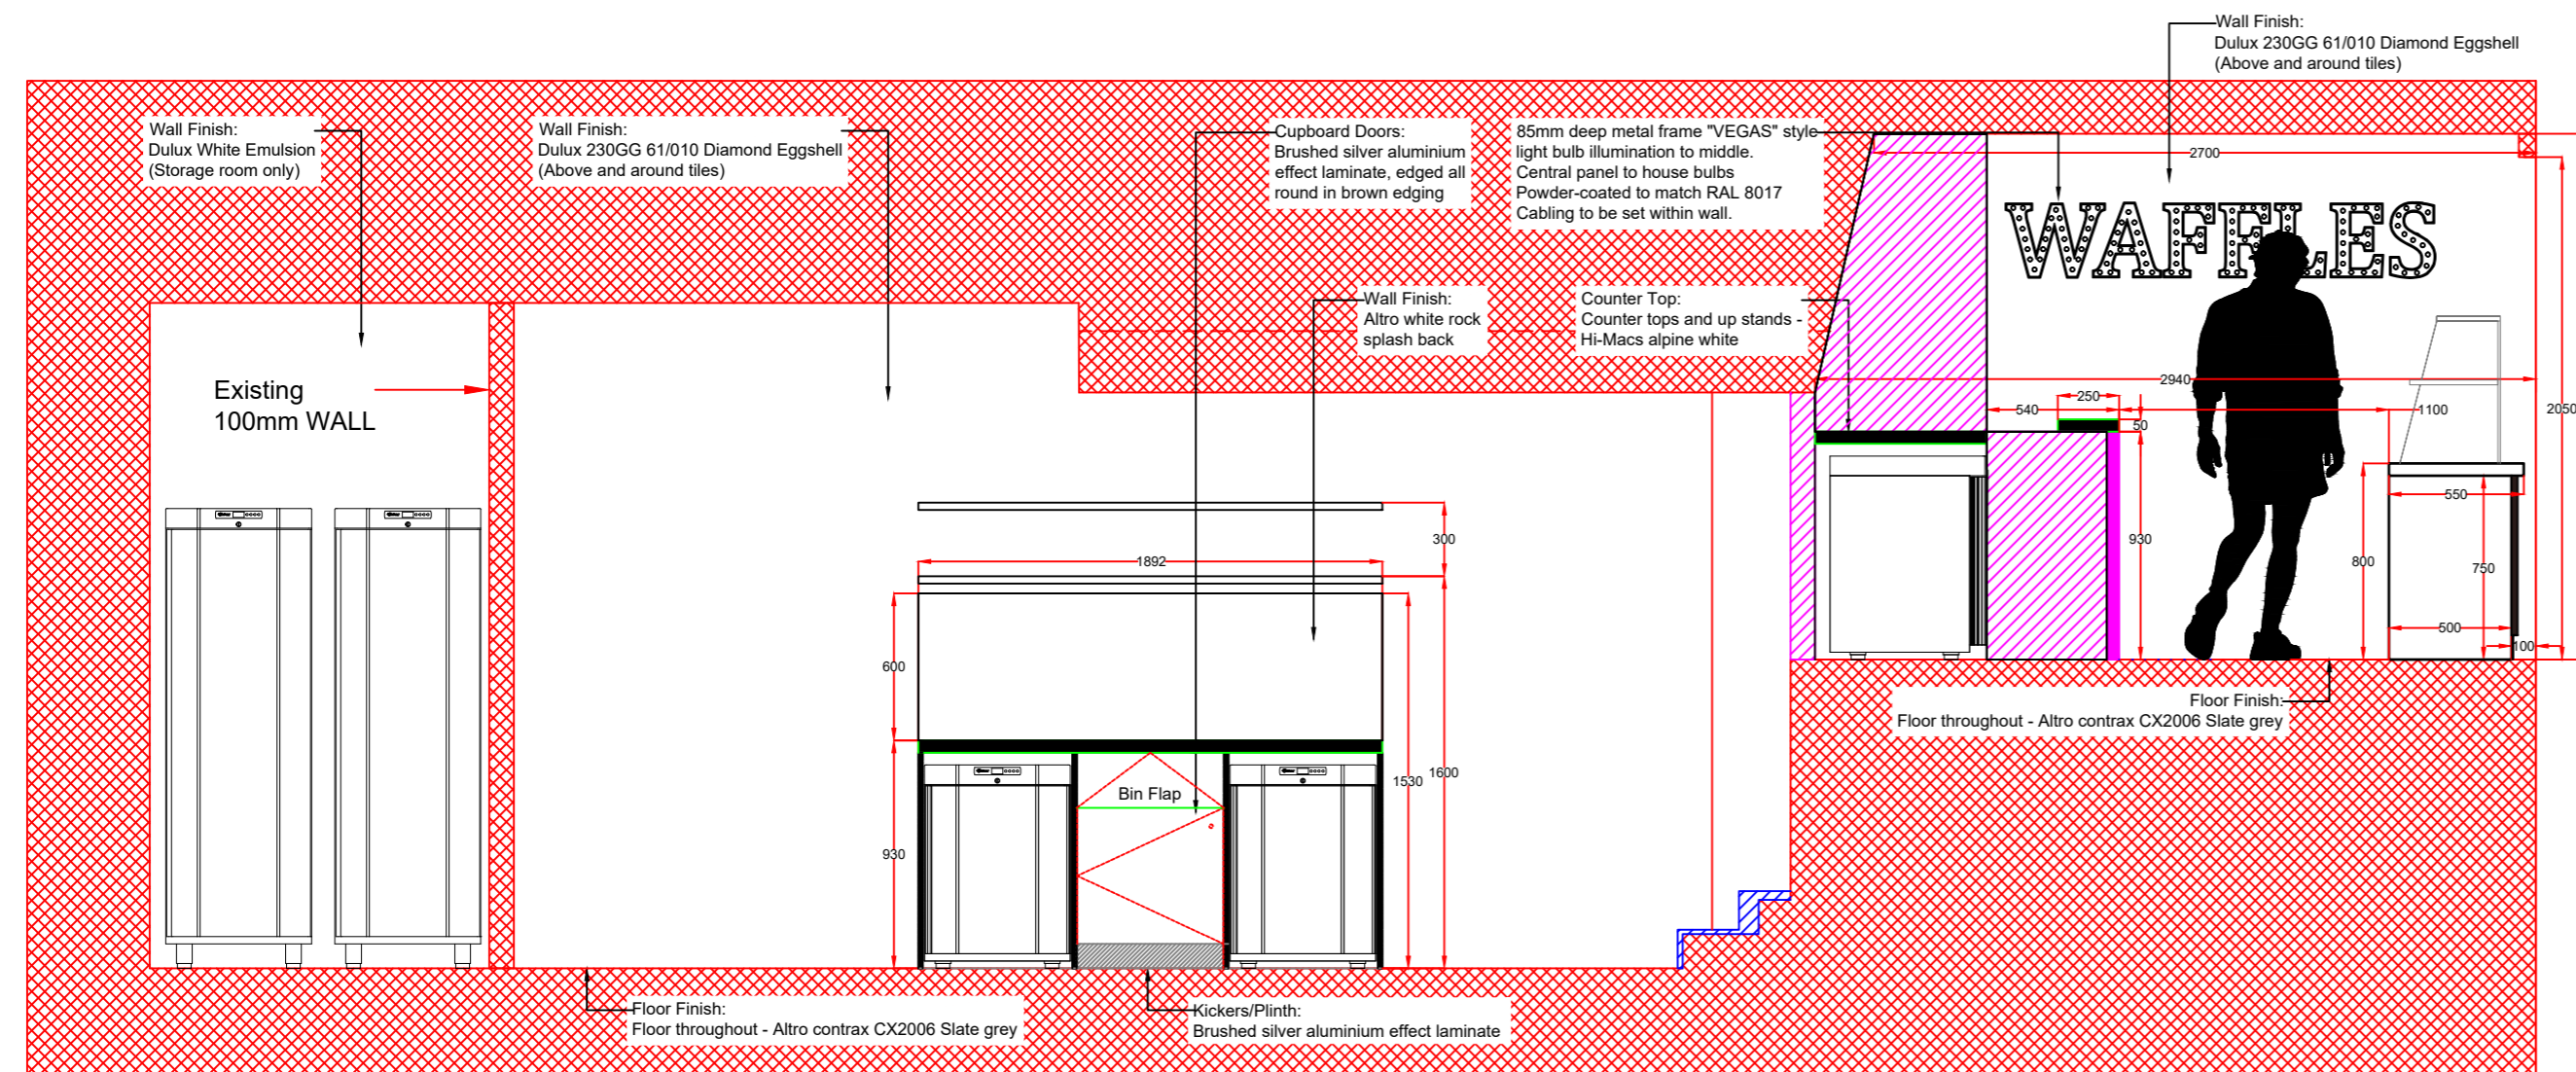 Wall Finish:
Dulux 230GG 61/010 Diamond Eggshell
(Above and around tiles)
Wall Finish:
Dulux White Emulsion
(Storage room only)
Wall Finish:
Dulux 230GG 61/010 Diamond Eggshell
(Above and around tiles)
Cupboard Doors:
Brushed silver aluminium
effect laminate, edged all
round in brown edging
85mm deep metal frame "VEGAS" style
light bulb illumination to middle.
Central panel to house bulbs
Powder-coated to match RAL 8017
Cabling to be set within wall.
2700
WAFFLES
Wall Finish:
Altro white rock
splash back
Counter Top:
Counter tops and up stands -
Hi-Macs alpine white
Existing
100mm WALL
2940
250
540
1100
2050
50
550
300
930
1892
800
750
500
100
600
1530
1600
930
Bin Flap
Floor Finish:
Floor throughout - Altro contrax CX2006 Slate grey
Floor Finish:
Floor throughout - Altro contrax CX2006 Slate grey
Kickers/Plinth:
Brushed silver aluminium effect laminate